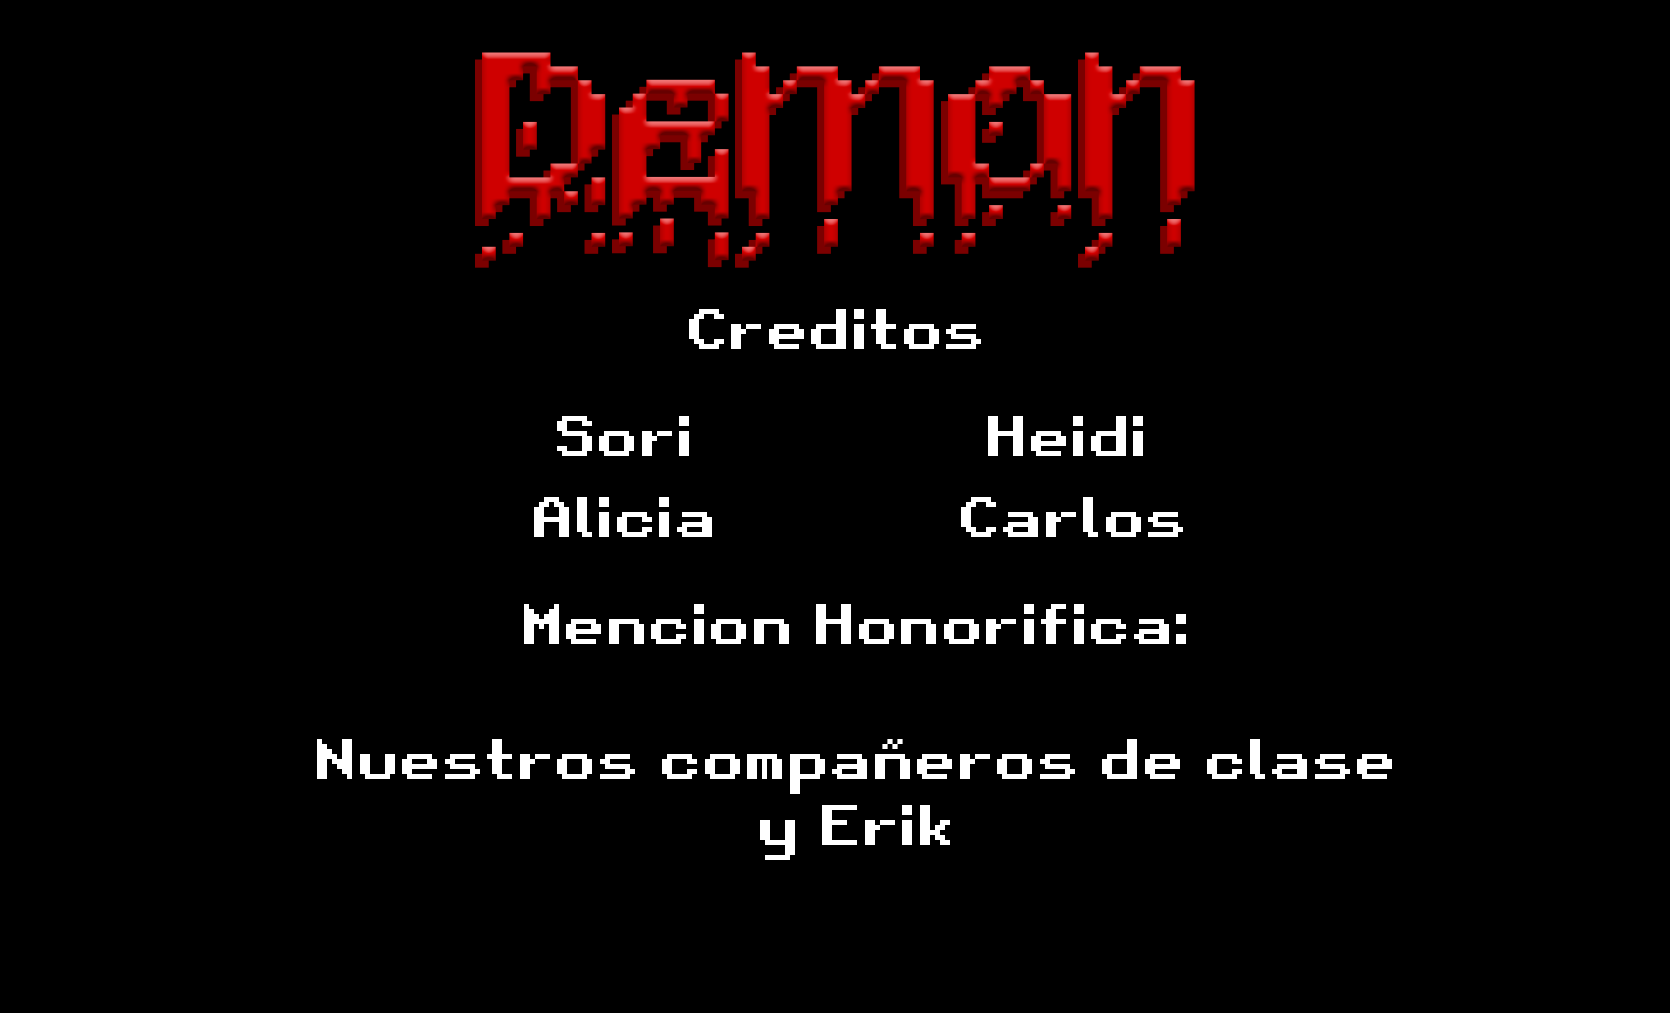 Demon
Creditos
Sori Heidi
Alicia Carlos
Mencion Honorifica:
Nuestros compañeros de clase
y Erik